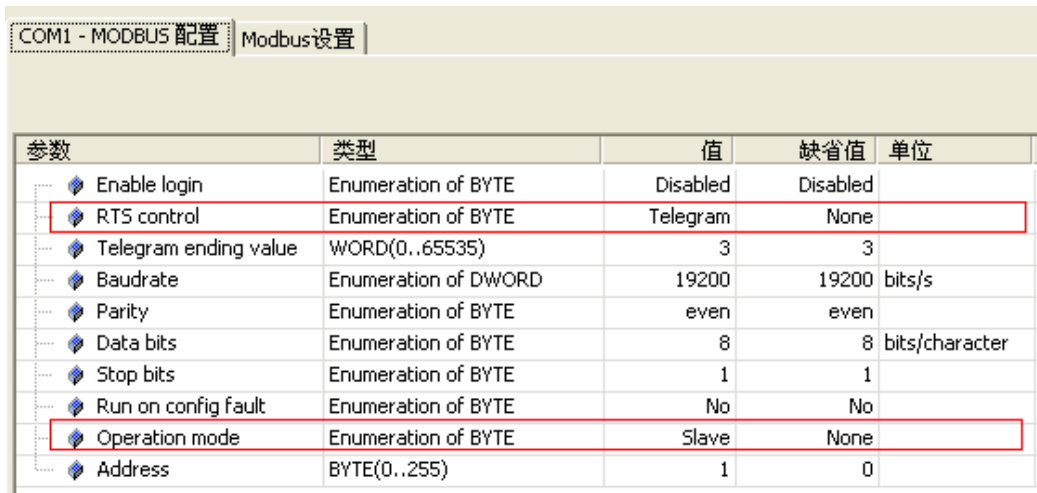 COM1 - MODBUS 配置 Modbus设置
参数 类型 值 缺省值 单位
Enable login Enumeration of BYTE Disabled Disabled
RTS control Enumeration of BYTE Telegram None
Telegram ending value WORD(0..65535) 3 3
Baudrate Enumeration of DWORD 19200 19200 bits/s
Parity Enumeration of BYTE even even
Data bits Enumeration of BYTE 8 8 bits/character
Stop bits Enumeration of BYTE 1 1
Run on config fault Enumeration of BYTE No No
Operation mode Enumeration of BYTE Slave None
Address BYTE(0..255) 1 0